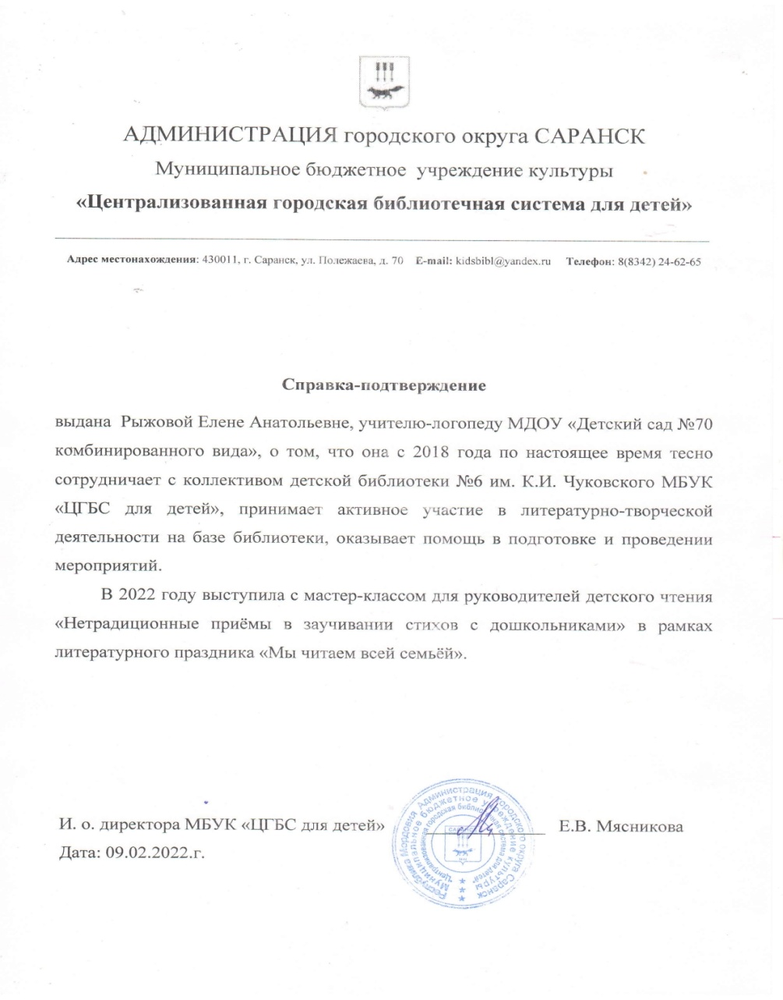 АДМИНИСТРАЦИЯ городского округа САРАНСК
Муниципальное бюджетное учреждение культуры
«Централизованная городская библиотечная система для детей»
Адрес местонахождения: 430011, г. Саранск, ул. Полежаева, д. 70 E-mail: kidsbibl@yandex.ru Телефон: 8(8342) 24-62-65
Справка-подтверждение
выдана Рыжовой Елене Анатольевне, учителю-логопеду МДОУ «Детский сад №70
комбинированного вида», о том, что она с 2018 года по настоящее время тесно
сотрудничает с коллективом детской библиотеки №6 им. К.И. Чуковского МБУК
«ЦГБС для детей», принимает активное участие в литературно-творческой
деятельности на базе библиотеки, оказывает помощь в подготовке и проведении
мероприятий.
В 2022 году выступила с мастер-классом для руководителей детского чтения
«Нетрадиционные приёмы в заучивании стихов с дошкольниками» в рамках
литературного праздника «Мы читаем всей семьёй».
И. о. директора МБУК «ЦГБС для детей» Е.В. Мясникова
Дата: 09.02.2022.г.
Республика Мордовия Администрация городского округа Саранск
Муниципальное бюджетное учреждение культуры
"Централизованная городская библиотечная система для детей"